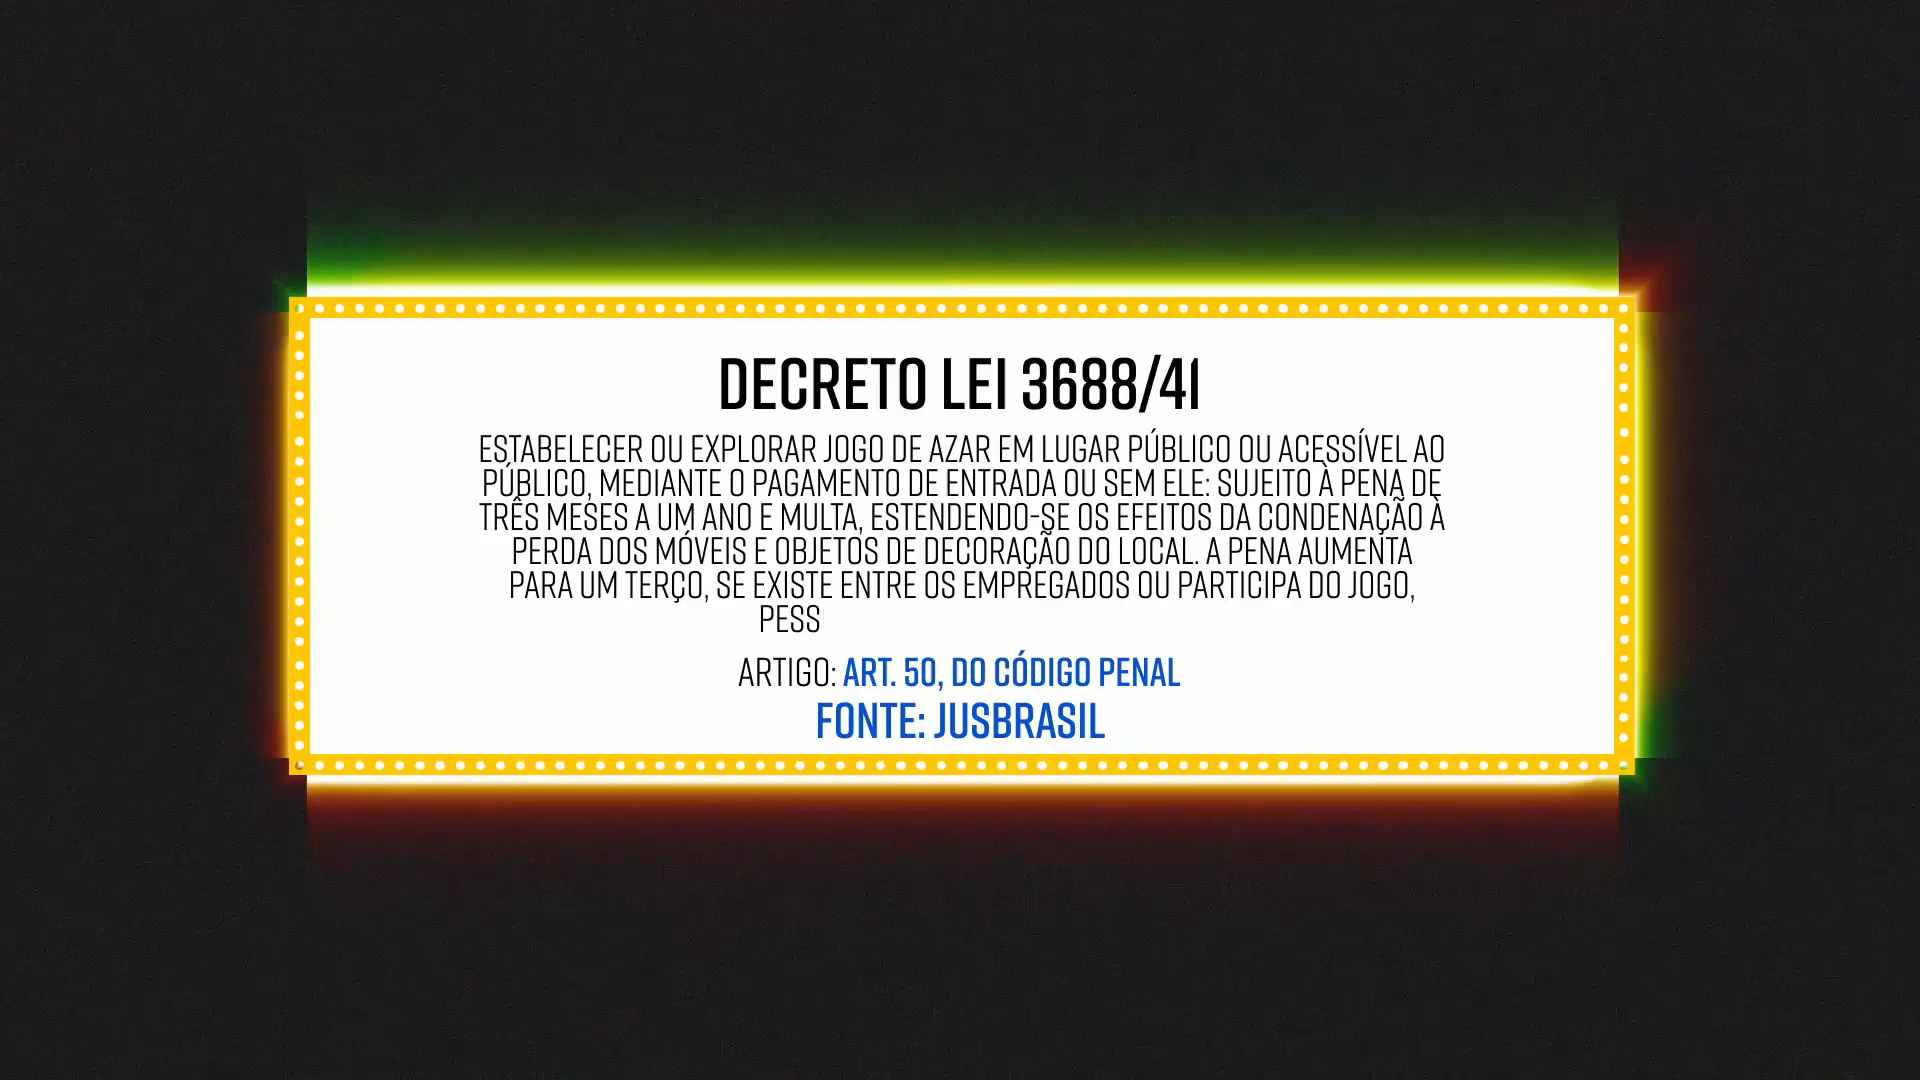 DECRETO LEI 3688/41
ESTABELECER OU EXPLORAR JOGO DE AZAR EM LUGAR PÚBLICO OU ACESSÍVEL AO
PÚBLICO, MEDIANTE O PAGAMENTO DE ENTRADA OU SEM ELE: SUJEITO À PENA DE
TRÊS MESES A UM ANO E MULTA, ESTENDENDO-SE OS EFEITOS DA CONDENAÇÃO À
PERDA DOS MÓVEIS E OBJETOS DE DECORAÇÃO DO LOCAL. A PENA AUMENTA
PARA UM TERÇO, SE EXISTE ENTRE OS EMPREGADOS OU PARTICIPA DO JOGO,
PESS
ARTIGO: ART. 50, DO CÓDIGO PENAL
FONTE: JUSBRASIL